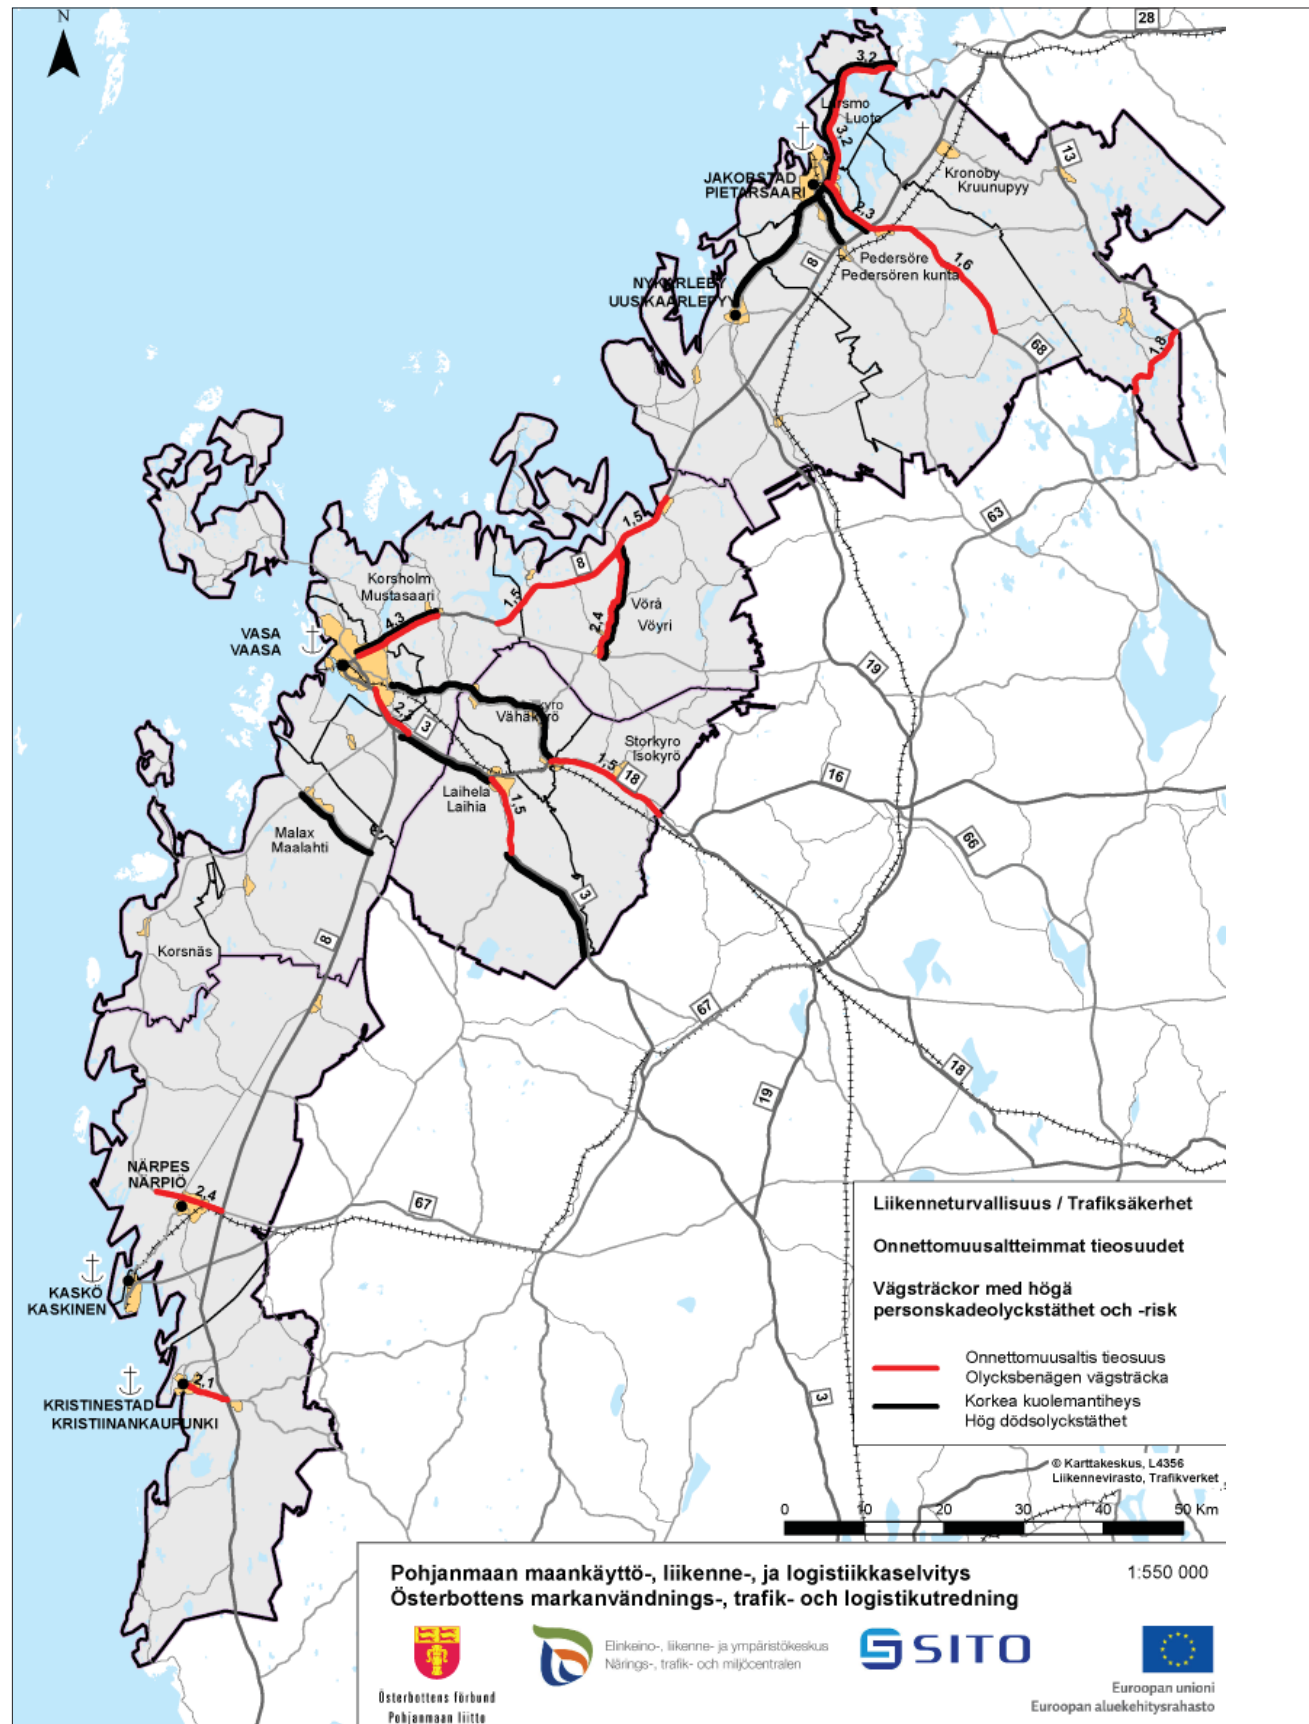 N
28
3,2
Larsmo
Luoto
3,2
13
JAKOBSTAD
PIETARSAARI
Kronoby
Kruunupyy
2,3
8
Pedersöre
Pedersören kunta
1,6
NYKARLEBY
UUSIKAARLEPYY
68
1,8
63
1,5
8
1,5
Korsholm
Mustasaari
4,3
Vörå
Vöyri
2,4
VASA
VAASA
19
3
Vähäkyrö
Storkyro
Isokyrö
1,5
18
16
Laihela
Laihia
1,5
66
Malax
Maalahti
3
8
Korsnäs
67
18
19
NÄRPES
NÄRPIÖ
2,4
67
KASKÖ
KASKINEN
2,1
KRISTINESTAD
KRISTIINANKAUPUNKI
3
Liikenneturvallisuus / Trafiksäkerhet
Onnettomuusaltteimmat tieosuudet
Vägsträckor med högä
personskadeolyckstäthet och -risk
Onnettomuusaltis tieosuus
Olycksbenägen vägsträcka
Korkea kuolemantiheys
Hög dödsolyckstäthet
© Karttakeskus, L4356
Liikennevirasto, Trafikverket
0 10 20 30 40 50 Km
Pohjanmaan maankäyttö-, liikenne-, ja logistiikkaselvitys
1:550 000
Österbottens markanvändnings-, trafik- och logistikutredning
Elinkeino-, liikenne- ja ympäristökeskus
Närings-, trafik- och miljöcentralen
SITO
Österbottens förbund
Pohjanmaan liitto
Euroopan unioni
Euroopan aluekehitysrahasto